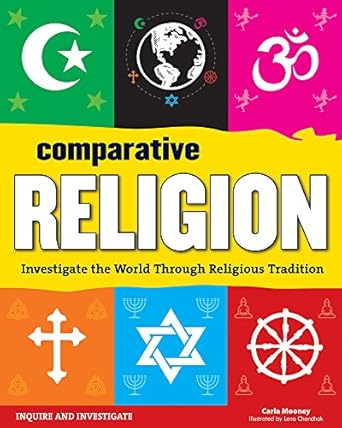 comparative
RELIGION
Investigate the World Through Religious Tradition
INQUIRE AND INVESTIGATE
Carla Mooney
Illustrated by Lena Chandhok